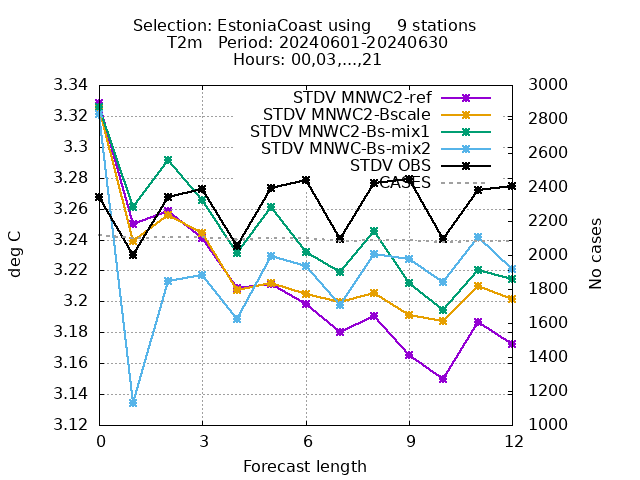 Selection: EstoniaCoast using     9 stations
T2m   Period: 20240601-20240630
Hours: 00,03,...,21
3.34
3.32
3.3
3.28
3.26
3.24
3.22
3.2
3.18
3.16
3.14
3.12
deg C
STDV MNWC2-ref
STDV MNWC2-Bscale
STDV MNWC2-Bs-mix1
STDV MNWC-Bs-mix2
STDV OBS
CASES
3000
2800
2600
2400
2200
2000
1800
1600
1400
1200
1000
No cases
0
3
6
9
12
Forecast length